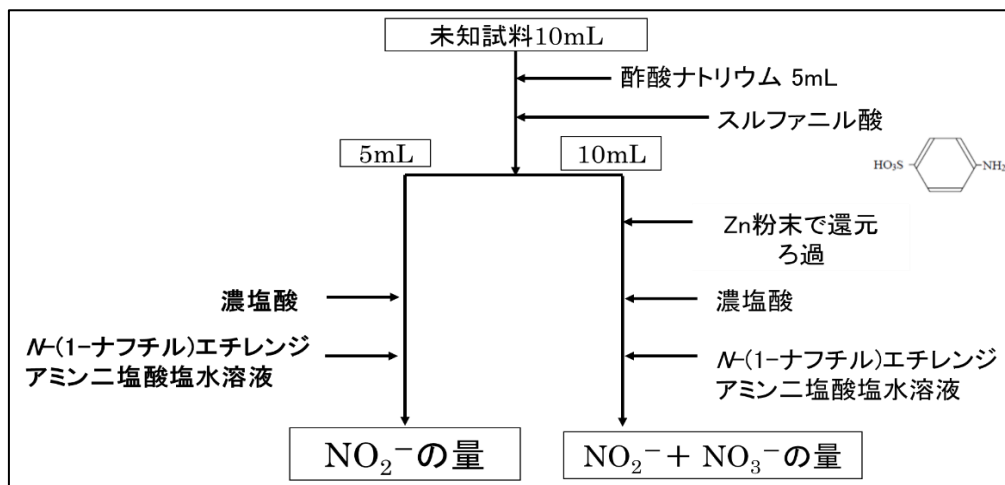 未知試料10mL
酢酸ナトリウム 5mL
スルファニル酸
5mL
10mL
HO₃S
NH₂
Zn粉末で還元
ろ過
濃塩酸
濃塩酸
N-(1-ナフチル)エチレンジ
アミン二塩酸塩水溶液
N-(1-ナフチル)エチレンジ
アミン二塩酸塩水溶液
NO₂⁻の量
NO₂⁻+ NO₃⁻の量